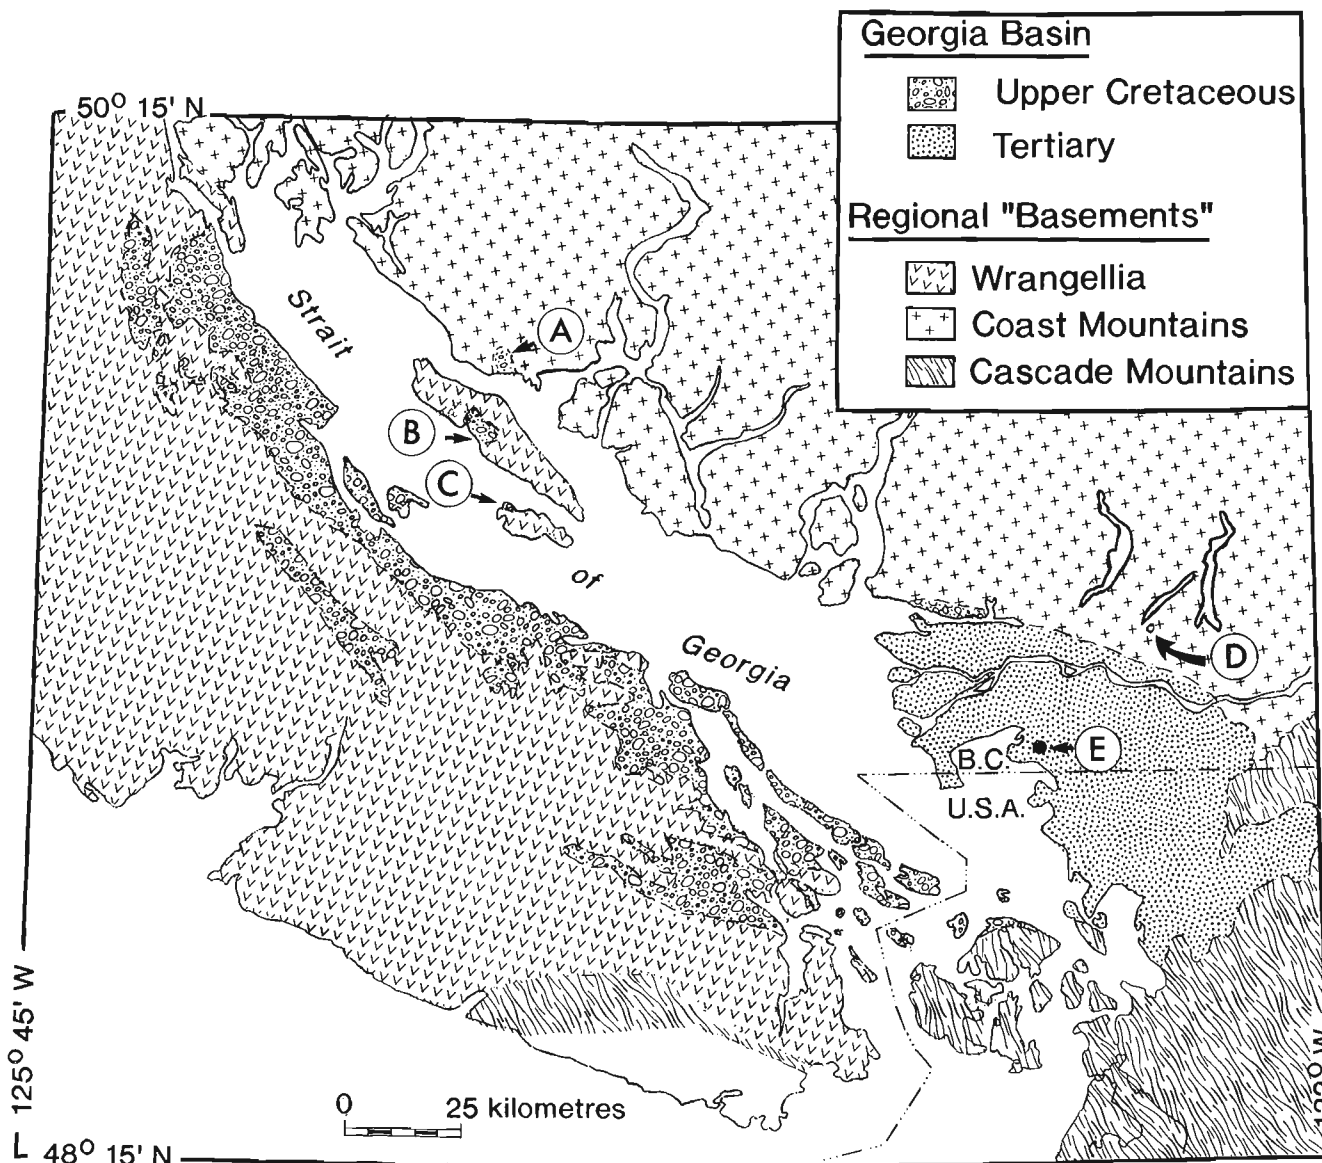 Georgia Basin
Upper Cretaceous
Tertiary
Regional "Basements"
Wrangellia
Coast Mountains
Cascade Mountains
50° 15' N
Strait
of
Georgia
A
B
C
D
E
B.C.
U.S.A.
125° 45' W
0 25 kilometres
48° 15' N